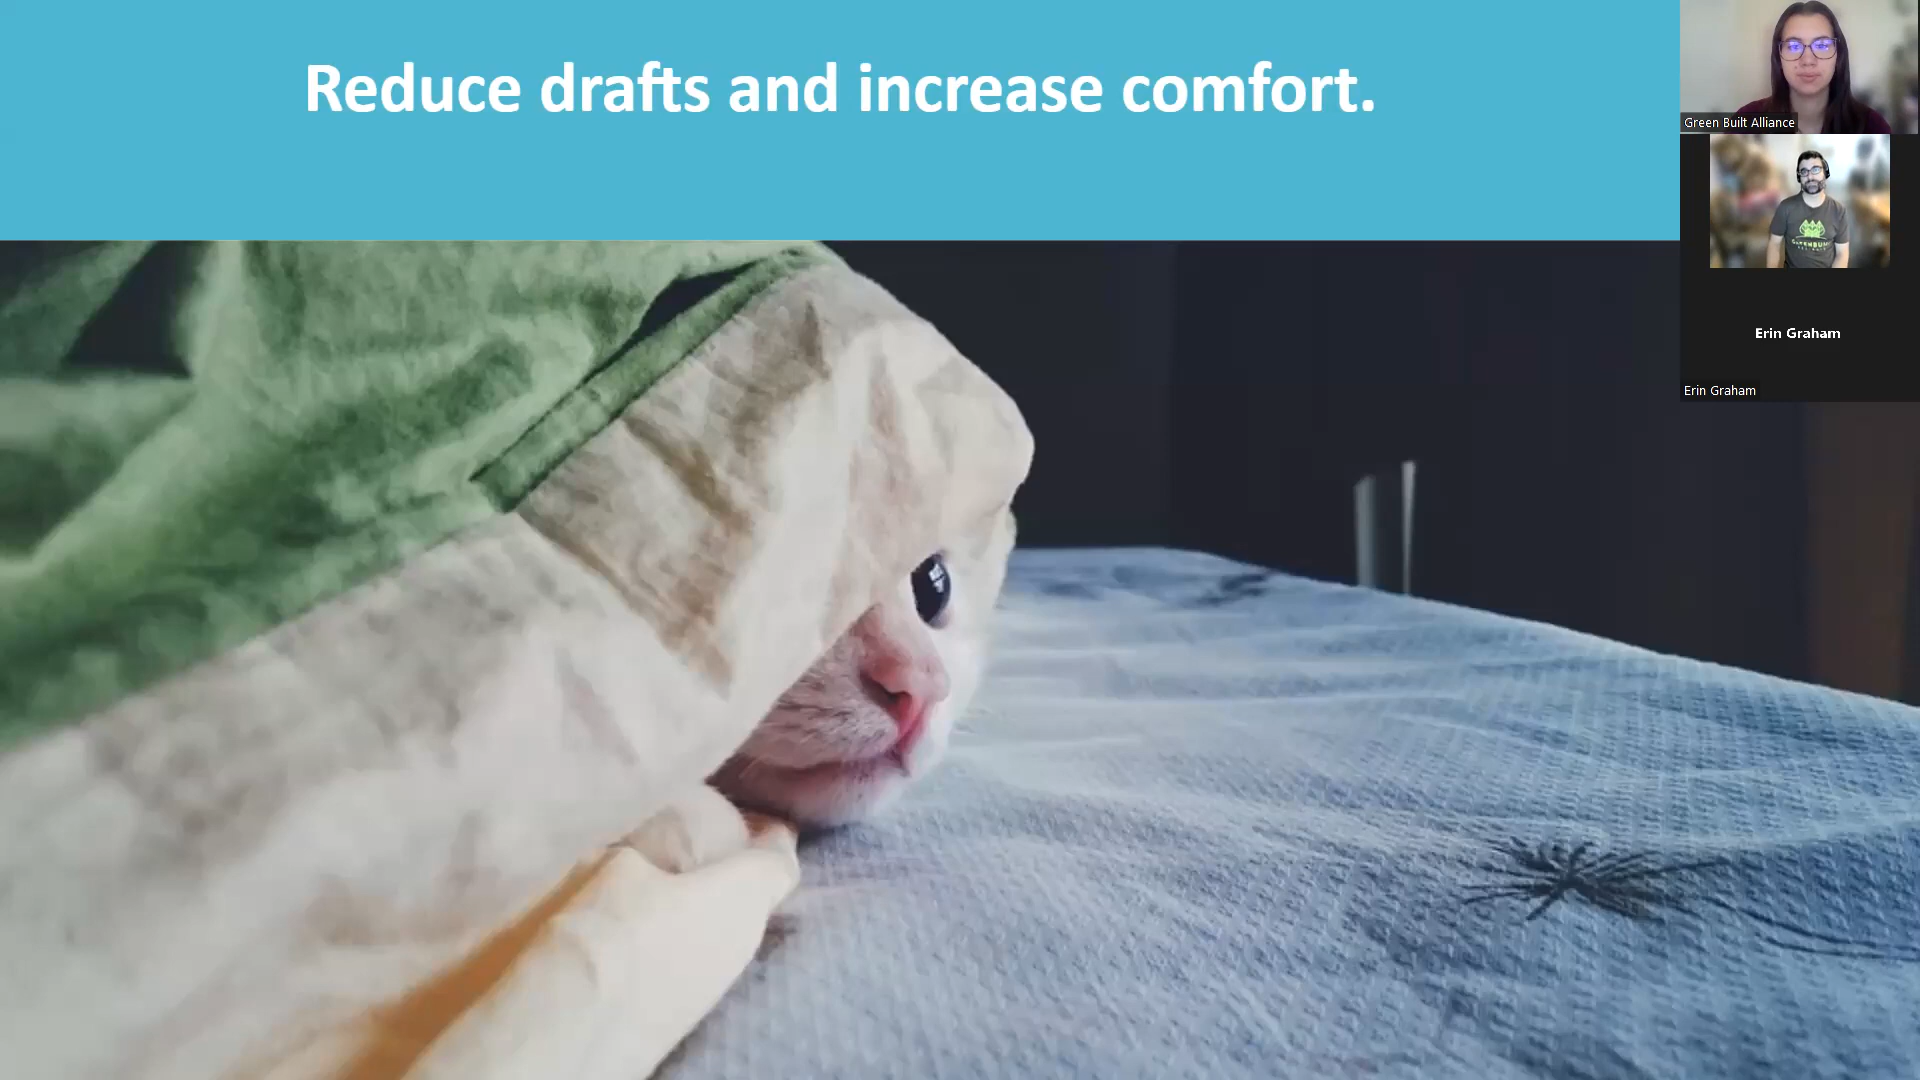 Reduce drafts and increase comfort.
Green Built Alliance
Erin Graham
Erin Graham